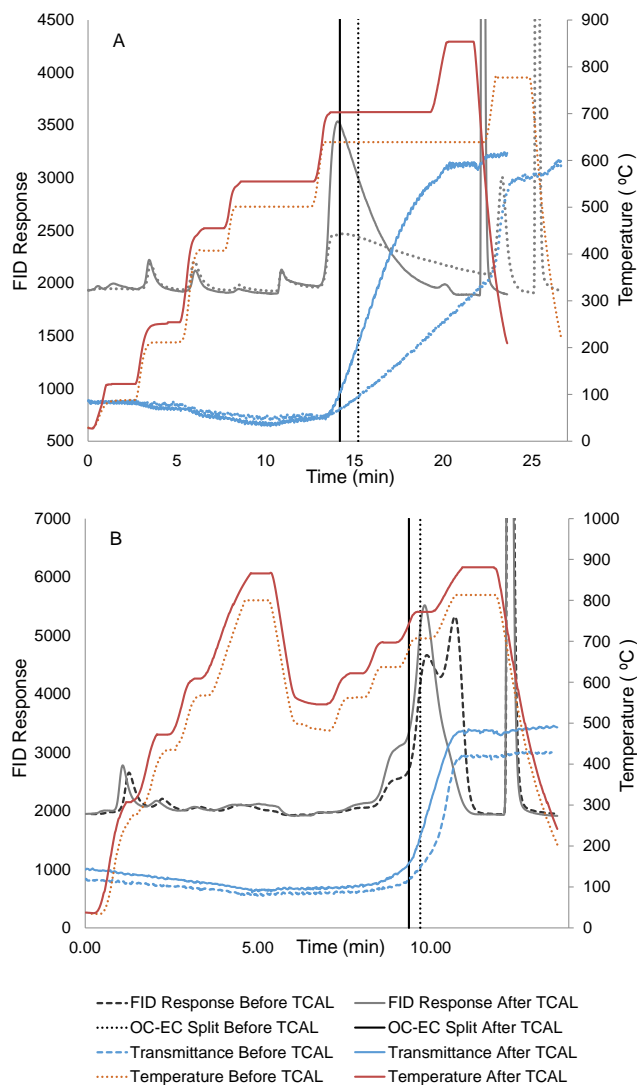 A
4500
4000
3500
3000
2500
2000
1500
1000
500
FID Response
900
800
700
600
500
400
300
200
100
0
Temperature ( ºC)
0
5
10
15
20
25
Time (min)
B
7000
6000
5000
4000
3000
2000
1000
0
FID Response
1000
900
800
700
600
500
400
300
200
100
0
Temperature ( ºC)
0.00
5.00
10.00
Time (min)
FID Response Before TCAL
FID Response After TCAL
OC-EC Split Before TCAL
OC-EC Split After TCAL
Transmittance Before TCAL
Transmittance After TCAL
Temperature Before TCAL
Temperature After TCAL